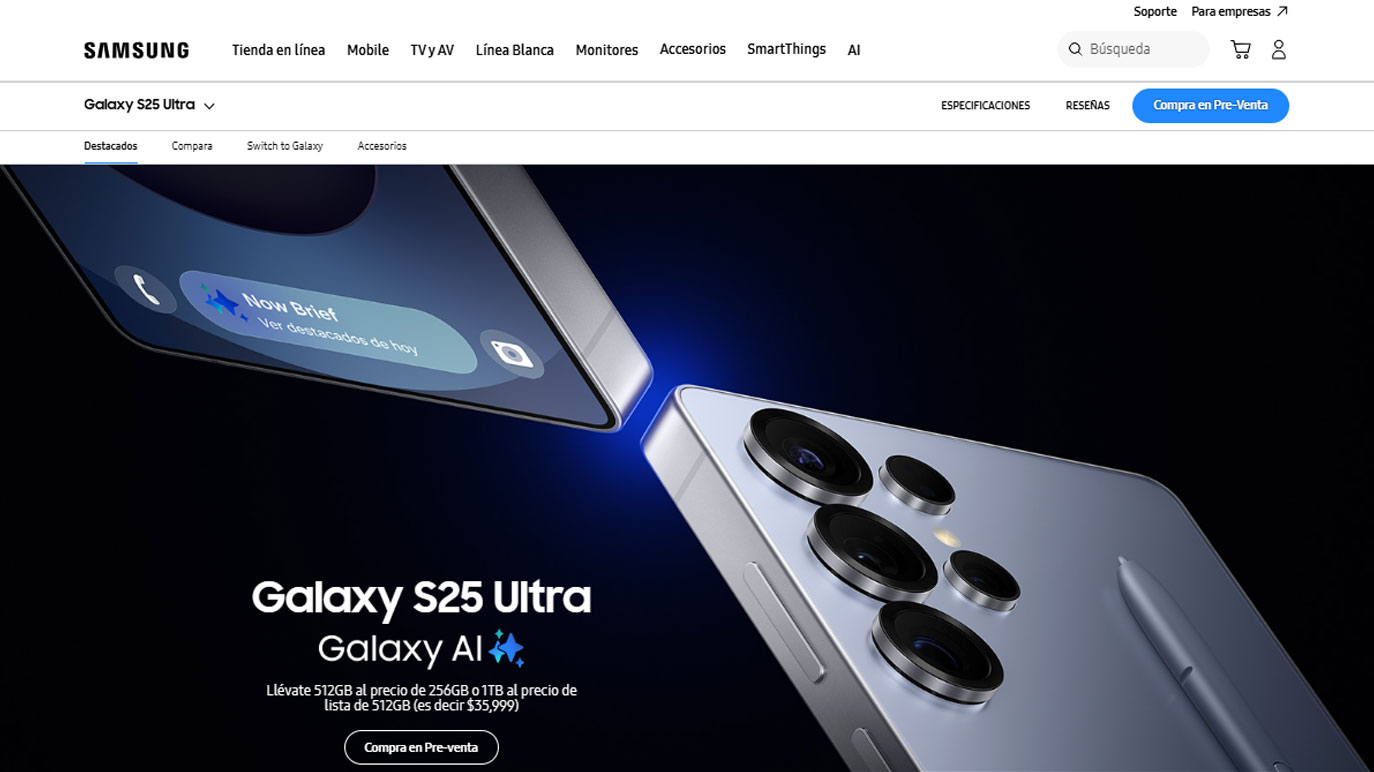 Soporte Para empresas
SAMSUNG Tienda en línea Mobile TV y AV Línea Blanca Monitores Accesorios SmartThings AI Búsqueda
Galaxy S25 Ultra ESPECIFICACIONES RESEÑAS Compra en Pre-Venta
Destacados Compara Switch to Galaxy Accesorios
Now Brief
Ver destacados de hoy
Galaxy S25 Ultra
Galaxy AI
Llévate 512GB al precio de 256GB o 1TB al precio de
lista de 512GB (es decir $35,999)
Compra en Pre-venta